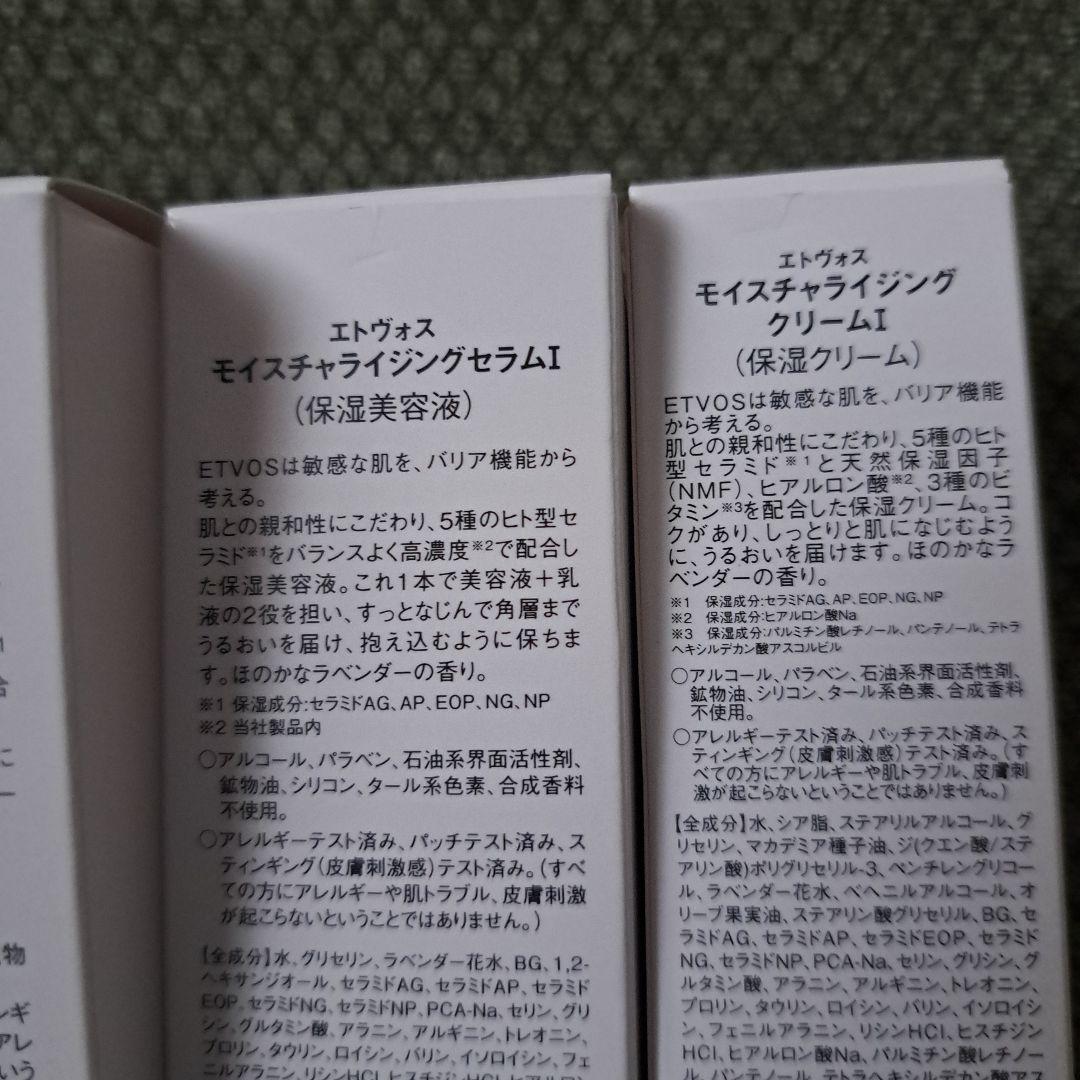 エトヴォス
モイスチャライジングセラムI
（保湿美容液）
ETVOSは敏感な肌を、バリア機能から
考える。
肌との親和性にこだわり、5種のヒト型セ
ラミド※1をバランスよく高濃度※2で配合し
た保湿美容液。これ1本で美容液＋乳
液の2役を担い、すっとなじんで角層まで
うるおいを届け、抱え込むように保ちま
す。ほのかなラベンダーの香り。
※1 保湿成分:セラミドAG、AP、EOP、NG、NP
※2 当社製品内
○アルコール、パラベン、石油系界面活性剤、
鉱物油、シリコン、タール系色素、合成香料
不使用。
○アレルギーテスト済み、パッチテスト済み、ス
ティンギング（皮膚刺激感）テスト済み。（すべ
ての方にアレルギーや肌トラブル、皮膚刺激
が起こらないということではありません。）
【全成分】水、グリセリン、ラベンダー花水、BG、1,2-
ヘキサンジオール、セラミドAG、セラミドAP、セラミド
EOP、セラミドNG、セラミドNP、PCA-Na、セリン、グリ
シン、グルタミン酸、アラニン、アルギニン、トレオニン、
プロリン、タウリン、ロイシン、バリン、イソロイシン、フェ
ニルアラニン、リシンHCl、ヒスチジンHCl、ヒアルロン
エトヴォス
モイスチャライジング
クリームI
（保湿クリーム）
ETVOSは敏感な肌を、バリア機能
から考える。
肌との親和性にこだわり、5種のヒト
型セラミド※1と天然保湿因子
（NMF）、ヒアルロン酸※2、3種のビ
タミン※3を配合した保湿クリーム。コ
クがあり、しっとりと肌になじむよう
に、うるおいを届けます。ほのかなラ
ベンダーの香り。
※1 保湿成分:セラミドAG、AP、EOP、NG、NP
※2 保湿成分:ヒアルロン酸Na
※3 保湿成分:パルミチン酸レチノール、パンテノール、テトラ
ヘキシルデカン酸アスコルビル
○アルコール、パラベン、石油系界面活性剤、
鉱物油、シリコン、タール系色素、合成香料
不使用。
○アレルギーテスト済み、パッチテスト済み、ス
ティンギング（皮膚刺激感）テスト済み。（す
べての方にアレルギーや肌トラブル、皮膚刺
激が起こらないということではありません。）
【全成分】水、シア脂、ステアリルアルコール、グ
リセリン、マカデミア種子油、ジ（クエン酸/ステ
アリン酸）ポリグリセリル-3、ペンチレングリコー
ル、ラベンダー花水、ベヘニルアルコール、オ
リーブ果実油、ステアリン酸グリセリル、BG、セ
ラミドAG、セラミドAP、セラミドEOP、セラミド
NG、セラミドNP、PCA-Na、セリン、グリシン、グ
ルタミン酸、アラニン、アルギニン、トレオニン、
プロリン、タウリン、ロイシン、バリン、イソロイシ
ン、フェニルアラニン、リシンHCl、ヒスチジン
HCl、ヒアルロン酸Na、パルミチン酸レチノー
ル、パンテノール、テトラヘキシルデカン酸アス